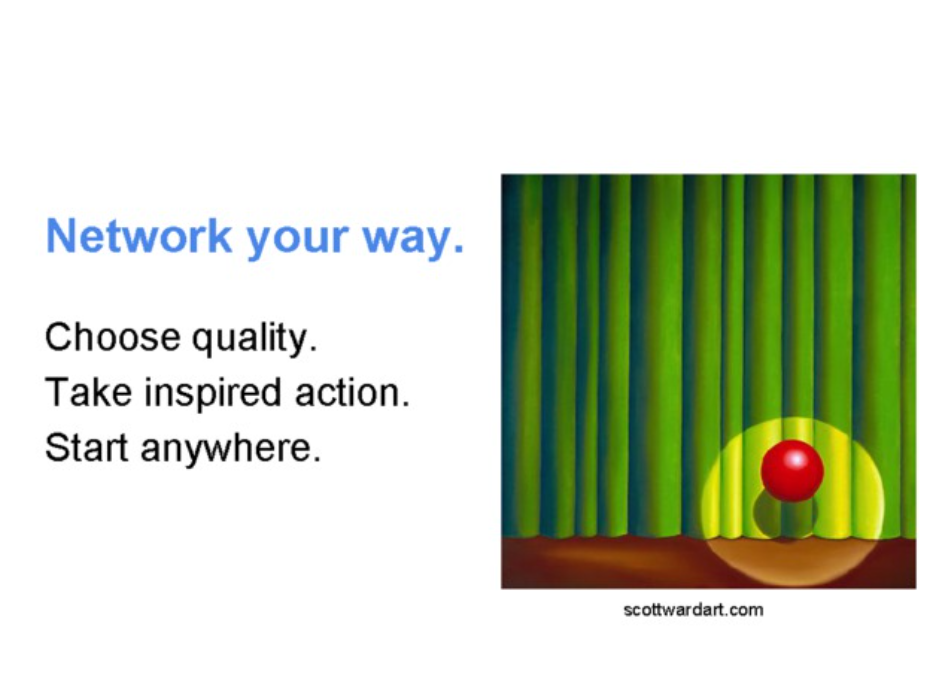 Network your way.
Choose quality.
Take inspired action.
Start anywhere.
scottwardart.com